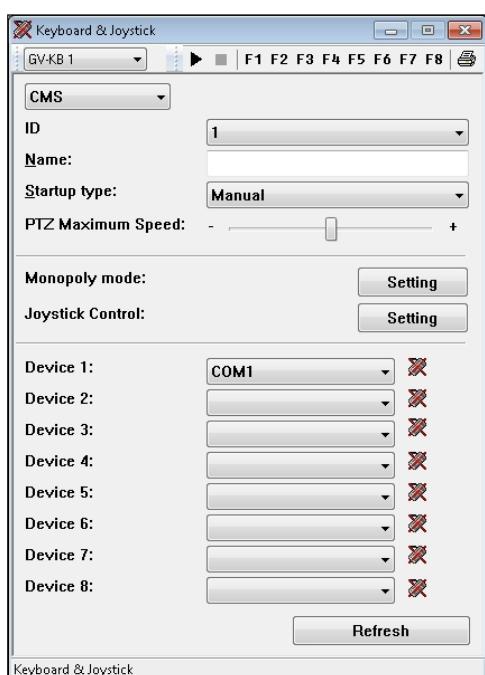 Keyboard & Joystick
GV-KB 1 F1 F2 F3 F4 F5 F6 F7 F8
CMS
ID 1
Name:
Startup type: Manual
PTZ Maximum Speed: - +
Monopoly mode: Setting
Joystick Control: Setting
Device 1: COM1
Device 2:
Device 3:
Device 4:
Device 5:
Device 6:
Device 7:
Device 8:
Refresh
Keyboard & Joystick